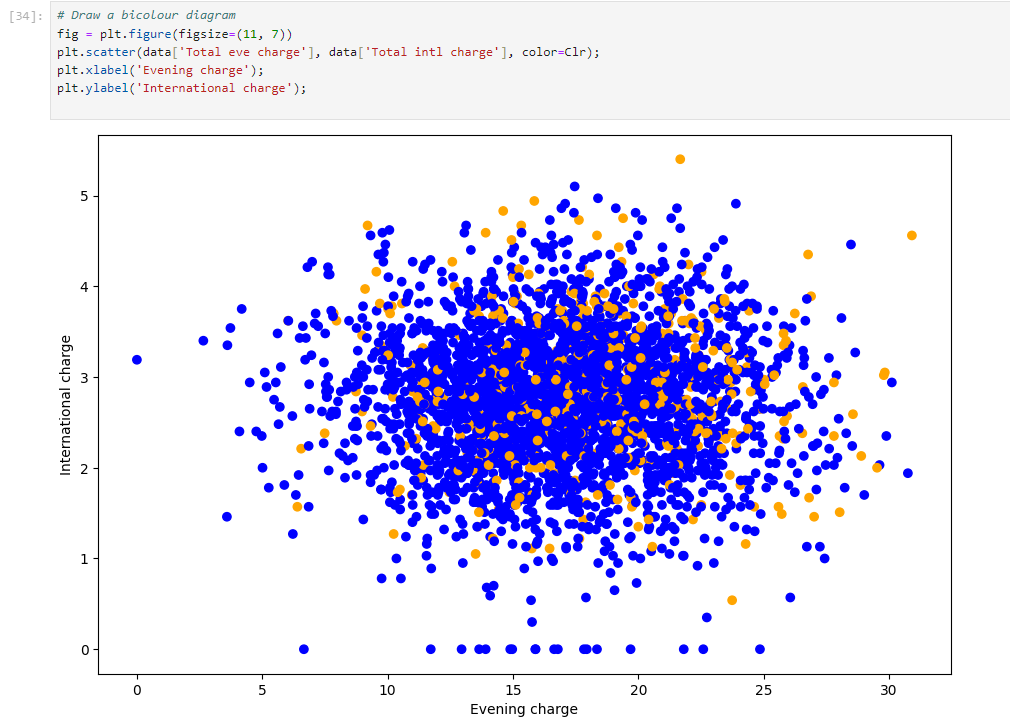 [34]: # Draw a bicolour diagram
fig = plt.figure(figsize=(11, 7))
plt.scatter(data['Total eve charge'], data['Total intl charge'], color=Clr);
plt.xlabel('Evening charge');
plt.ylabel('International charge');
5
4
3
2
1
0
International charge
0 5 10 15 20 25 30
Evening charge